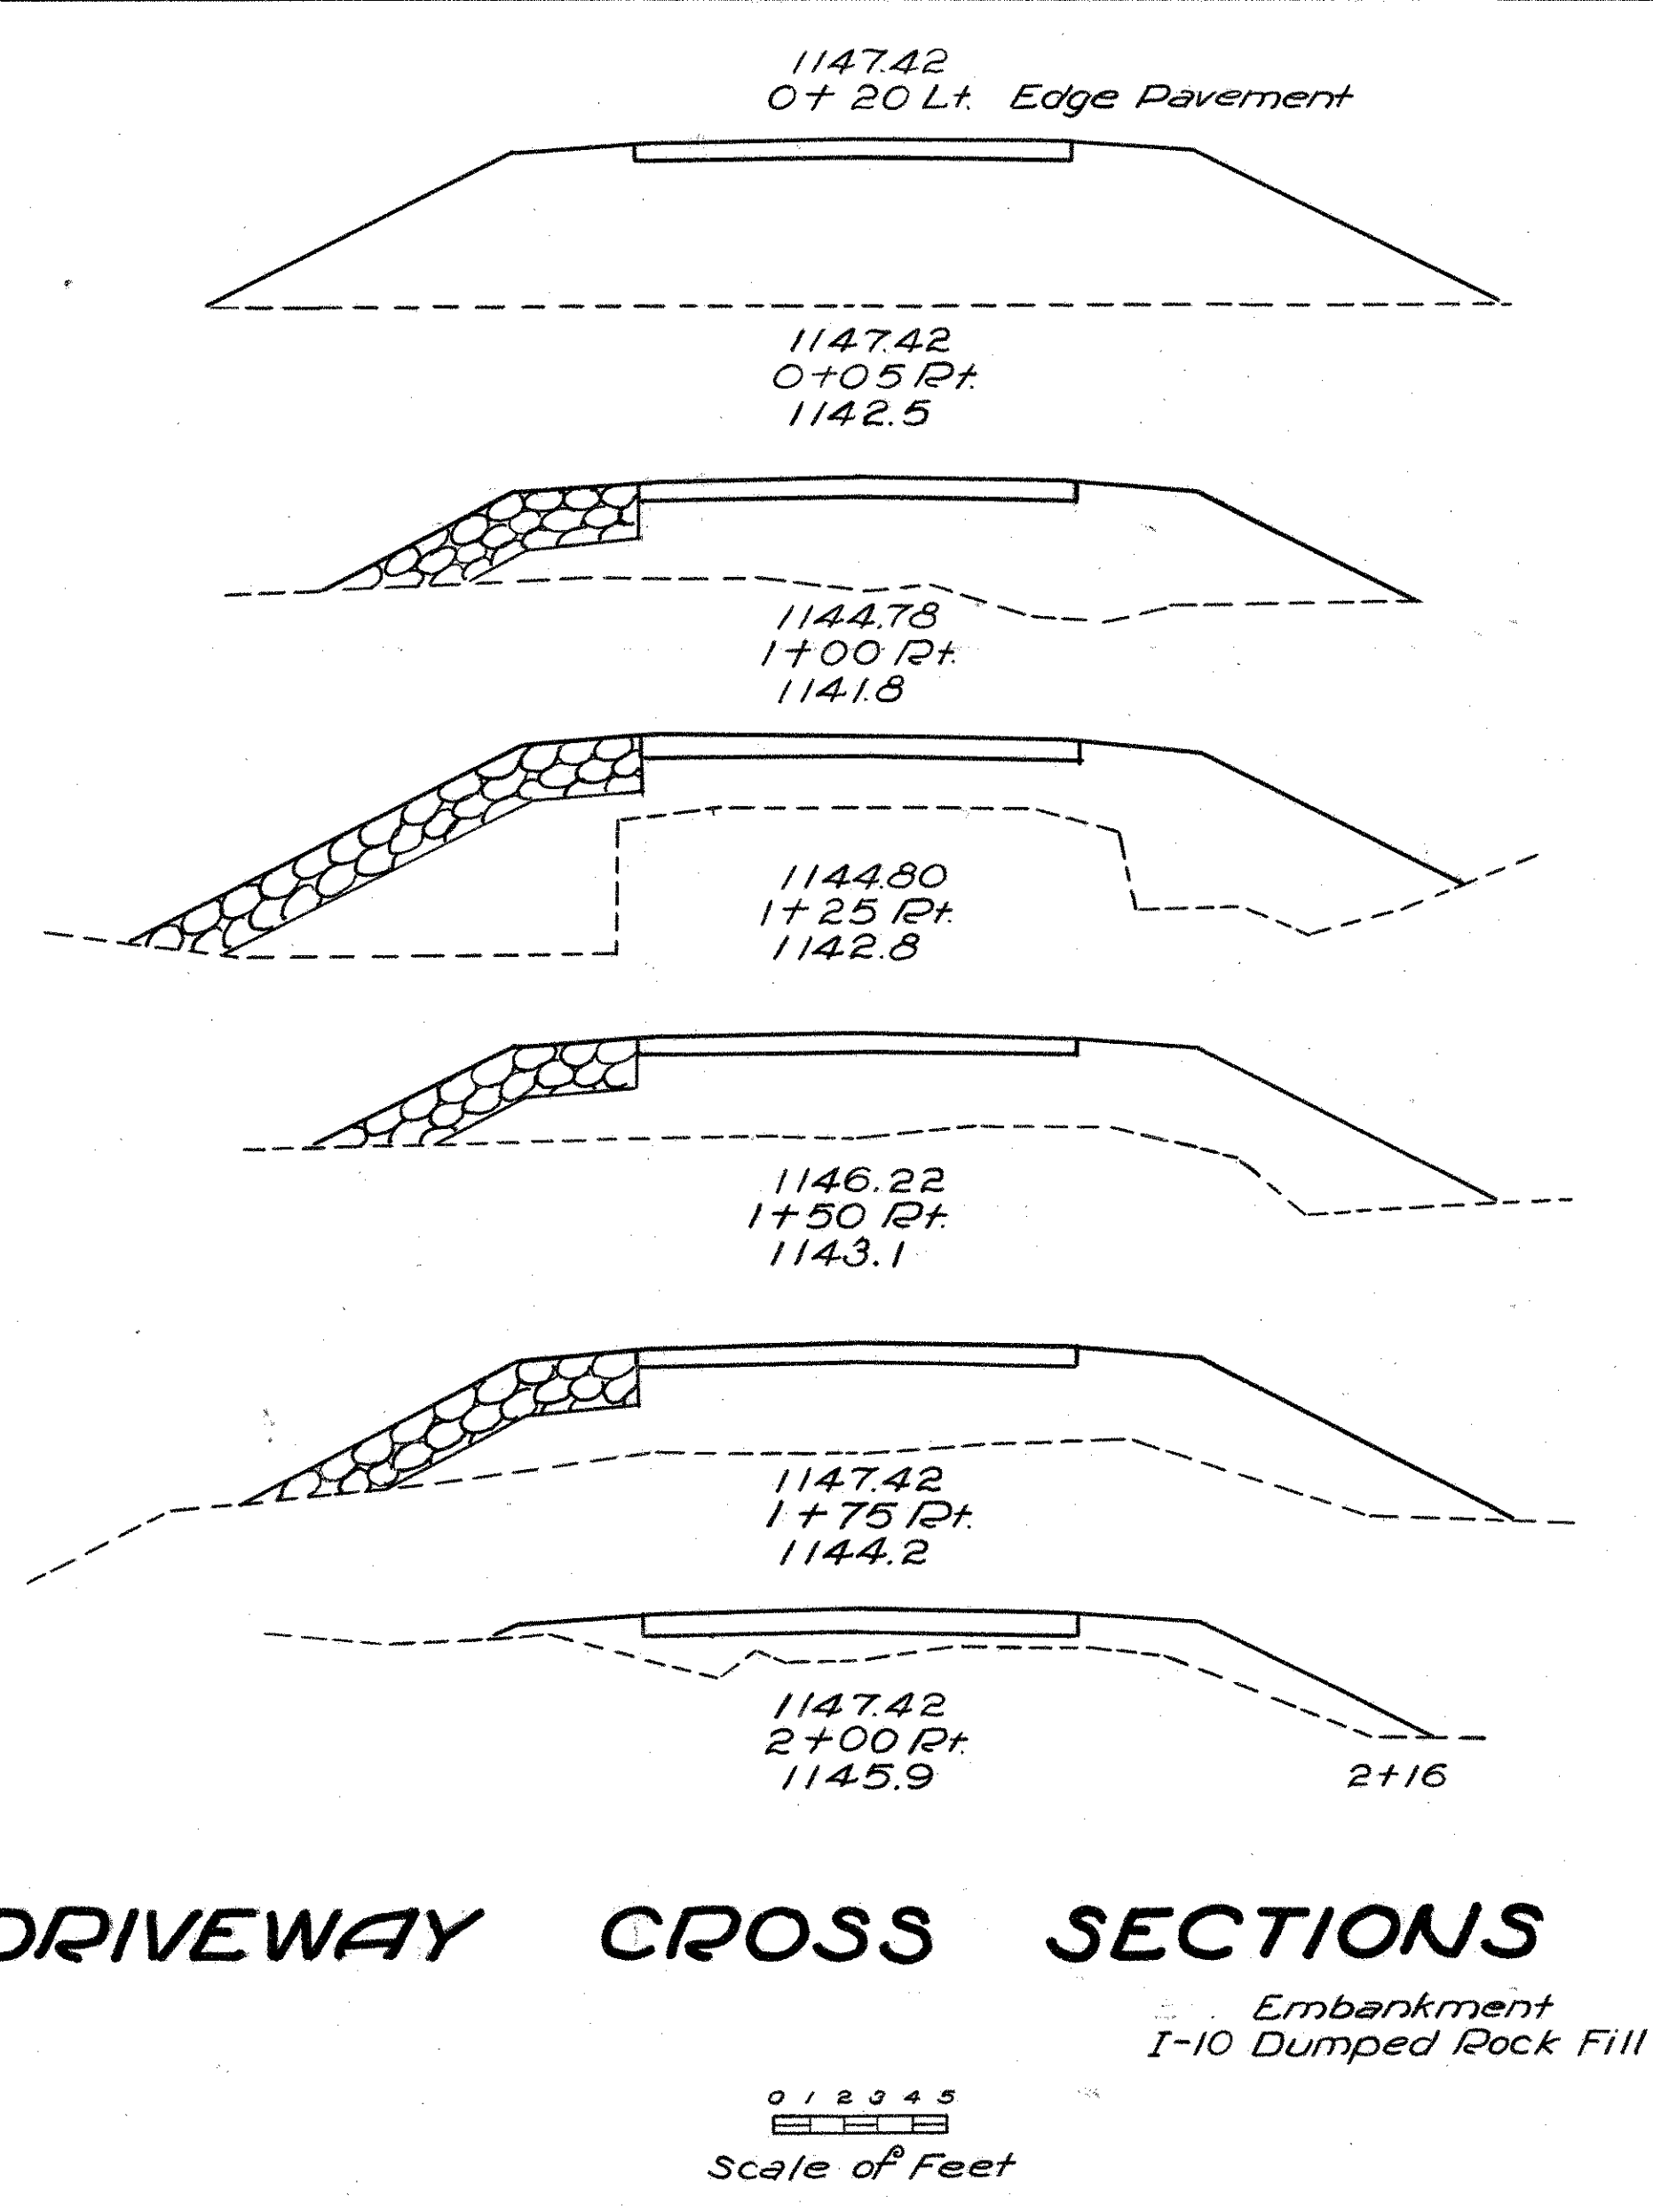 1147.42
0+20 Lt. Edge Pavement
1147.42
0+05 Rt.
1142.5
1144.78
1+00 Rt.
1141.8
1144.80
1+25 Rt.
1142.8
1146.22
1+50 Rt.
1143.1
1147.42
1+75 Rt.
1144.2
1147.42
2+00 Rt.
1145.9
2+16
DRIVEWAY CROSS SECTIONS
Embankment
I-10 Dumped Rock Fill
0 1 2 3 4 5
Scale of Feet